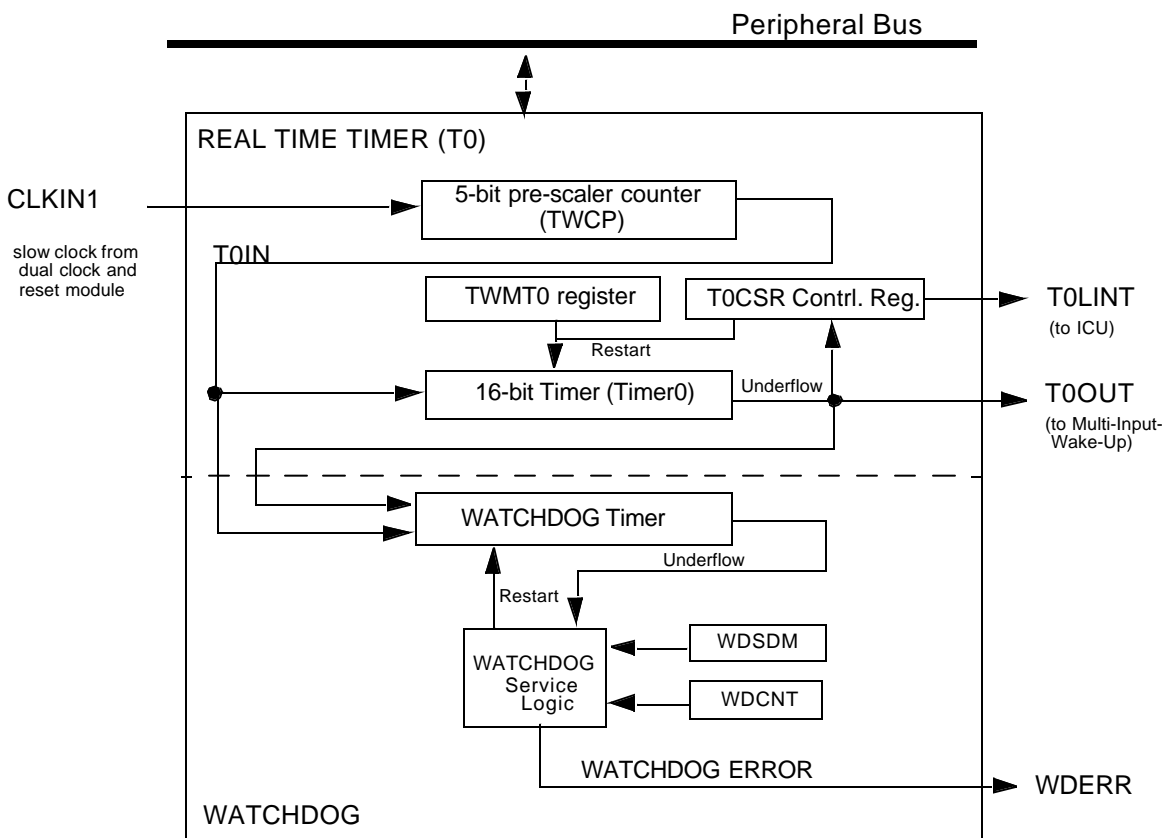 Peripheral Bus
REAL TIME TIMER (T0)
CLKIN1
slow clock from
dual clock and
reset module
5-bit pre-scaler counter
(TWCP)
T0IN
TWMT0 register
T0CSR Contrl. Reg.
T0LINT
(to ICU)
Restart
16-bit Timer (Timer0)
Underflow
T0OUT
(to Multi-Input-
Wake-Up)
WATCHDOG Timer
Underflow
Restart
WATCHDOG
Service
Logic
WDSDM
WDCNT
WATCHDOG ERROR
WDERR
WATCHDOG